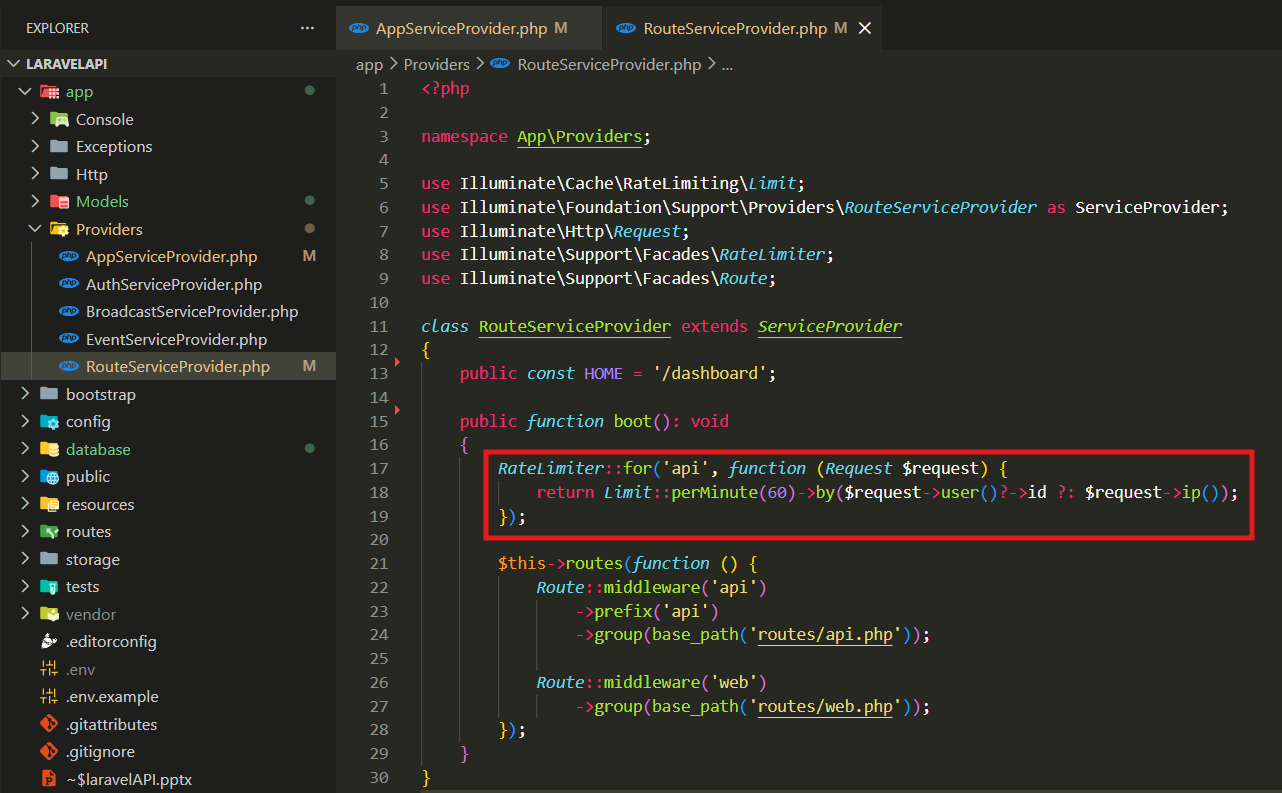 EXPLORER
···
LARAVELAPI
app
Console
Exceptions
Http
Models
Providers
AppServiceProvider.php M
AuthServiceProvider.php
BroadcastServiceProvider.php
EventServiceProvider.php
RouteServiceProvider.php M
bootstrap
config
database
public
resources
routes
storage
tests
vendor
.editorconfig
.env
.env.example
.gitattributes
.gitignore
~$laravelAPI.pptx
AppServiceProvider.php M RouteServiceProvider.php M
app > Providers > RouteServiceProvider.php > ...
1 <?php
2
3 namespace App\Providers;
4
5 use Illuminate\Cache\RateLimiting\Limit;
6 use Illuminate\Foundation\Support\Providers\RouteServiceProvider as ServiceProvider;
7 use Illuminate\Http\Request;
8 use Illuminate\Support\Facades\RateLimiter;
9 use Illuminate\Support\Facades\Route;
10
11 class RouteServiceProvider extends ServiceProvider
12 {
13     public const HOME = '/dashboard';
14
15     public function boot(): void
16     {
17         RateLimiter::for('api', function (Request $request) {
18             return Limit::perMinute(60)->by($request->user()?->id ?: $request->ip());
19         });
20
21         $this->routes(function () {
22             Route::middleware('api')
23                 ->prefix('api')
24                 ->group(base_path('routes/api.php'));
25
26             Route::middleware('web')
27                 ->group(base_path('routes/web.php'));
28         });
29     }
30 }